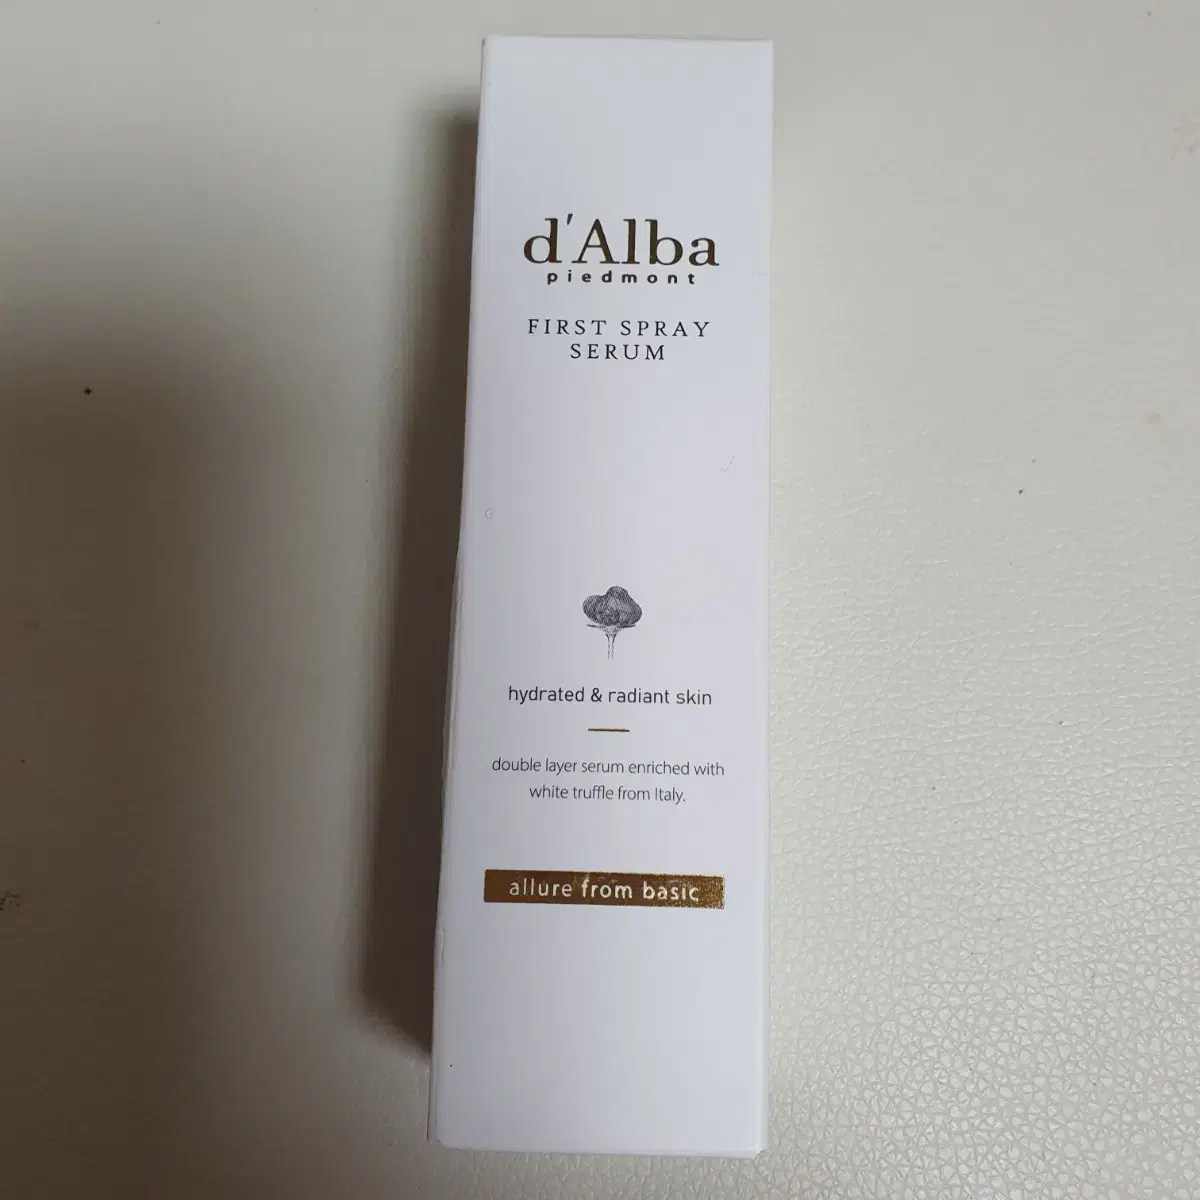 d'Alba
piedmont
FIRST SPRAY
SERUM
hydrated & radiant skin
double layer serum enriched with
white truffle from Italy.
allure from basic